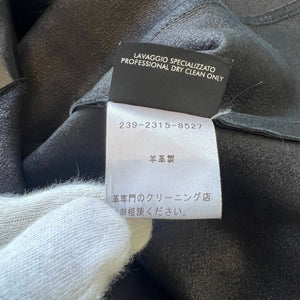 LAVAGGIO SPECIALIZZATO
PROFESSIONAL DRY CLEAN ONLY
239-2315-8527
羊革製
革専門のクリーニング店
相談ください。